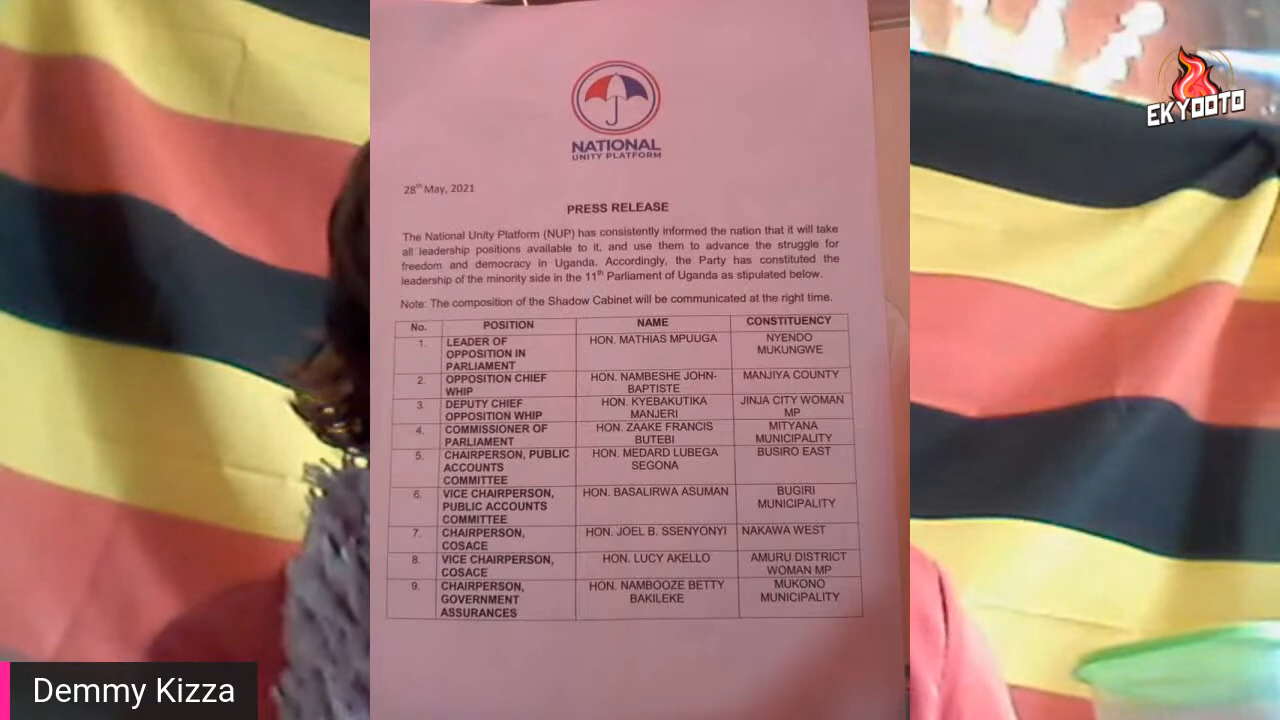 EKYOOTO
NATIONAL
UNITY PLATFORM
28th May, 2021
PRESS RELEASE
The National Unity Platform (NUP) has consistently informed the nation that it will take
all leadership positions available to it, and use them to advance the struggle for
freedom and democracy in Uganda. Accordingly, the Party has constituted the
leadership of the minority side in the 11th Parliament of Uganda as stipulated below.
Note: The composition of the Shadow Cabinet will be communicated at the right time.
No. POSITION NAME CONSTITUENCY
1. LEADER OF HON. MATHIAS MPUUGA NYENDO
OPPOSITION IN MUKUNGWE
PARLIAMENT
2. OPPOSITION CHIEF HON. NAMBESHE JOHN- MANJIYA COUNTY
WHIP BAPTISTE
3. DEPUTY CHIEF HON. KYEBAKUTIKA JINJA CITY WOMAN
OPPOSITION WHIP MANJERI MP
4. COMMISSIONER OF HON. ZAAKE FRANCIS MITYANA
PARLIAMENT BUTEBI MUNICIPALITY
5. CHAIRPERSON, PUBLIC HON. MEDARD LUBEGA BUSIRO EAST
ACCOUNTS SEGONA
COMMITTEE
6. VICE CHAIRPERSON, HON. BASALIRWA ASUMAN BUGIRI
PUBLIC ACCOUNTS MUNICIPALITY
COMMITTEE
7. CHAIRPERSON, HON. JOEL B. SSENYONYI NAKAWA WEST
COSACE
8. VICE CHAIRPERSON, HON. LUCY AKELLO AMURU DISTRICT
COSACE WOMAN MP
9. CHAIRPERSON, HON. NAMBOOZE BETTY MUKONO
GOVERNMENT BAKILEKE MUNICIPALITY
ASSURANCES
Demmy Kizza